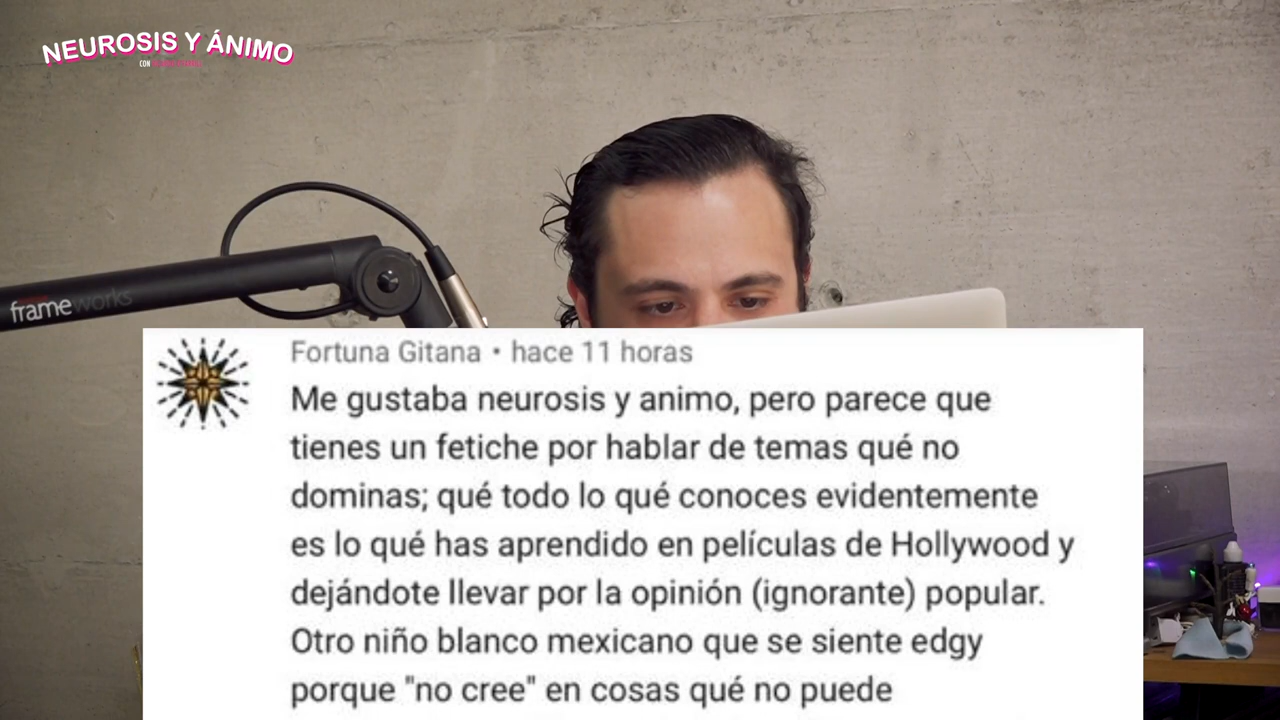 NEUROSIS Y ÁNIMO
CON
frameworks
Fortuna Gitana • hace 11 horas
Me gustaba neurosis y animo, pero parece que
tienes un fetiche por hablar de temas qué no
dominas; qué todo lo qué conoces evidentemente
es lo qué has aprendido en películas de Hollywood y
dejándote llevar por la opinión (ignorante) popular.
Otro niño blanco mexicano que se siente edgy
porque "no cree" en cosas qué no puede